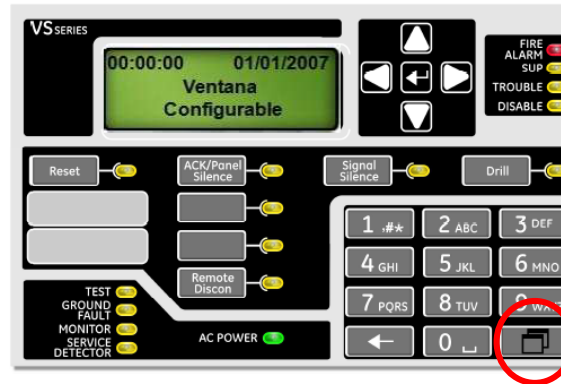 VS SERIES
00:00:00 01/01/2007
Ventana
Configurable
FIRE
ALARM
SUP
TROUBLE
DISABLE
Reset
ACK/Panel
Silence
Signal
Silence
Drill
Remote
Discon
1 .#*
2 ABC
3 DEF
4 GHI
5 JKL
6 MNO
7 PQRS
8 TUV
9 WXYZ
0
TEST
GROUND
FAULT
MONITOR
SERVICE
DETECTOR
AC POWER